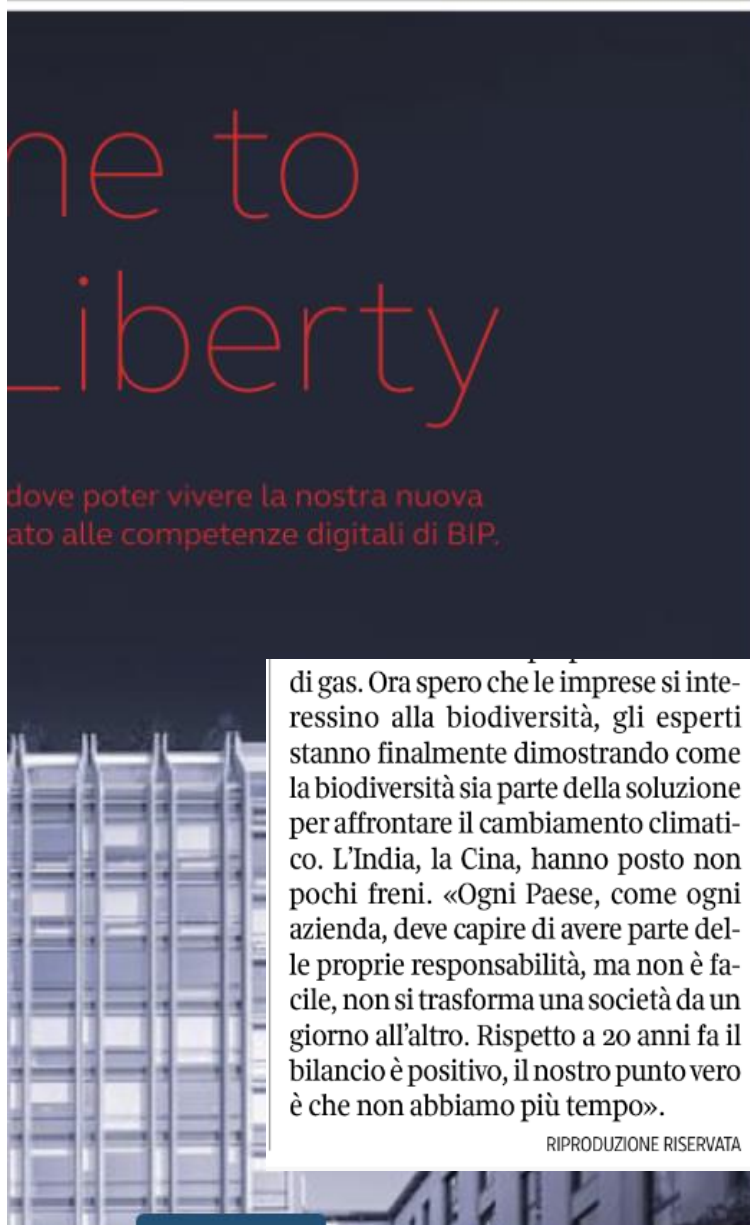 ne to
Liberty
dove poter vivere la nostra nuova
ato alle competenze digitali di BIP.
di gas. Ora spero che le imprese si inte-
ressino alla biodiversità, gli esperti
stanno finalmente dimostrando come
la biodiversità sia parte della soluzione
per affrontare il cambiamento climati-
co. L’India, la Cina, hanno posto non
pochi freni. «Ogni Paese, come ogni
azienda, deve capire di avere parte del-
le proprie responsabilità, ma non è fa-
cile, non si trasforma una società da un
giorno all’altro. Rispetto a 20 anni fa il
bilancio è positivo, il nostro punto vero
è che non abbiamo più tempo».
RIPRODUZIONE RISERVATA